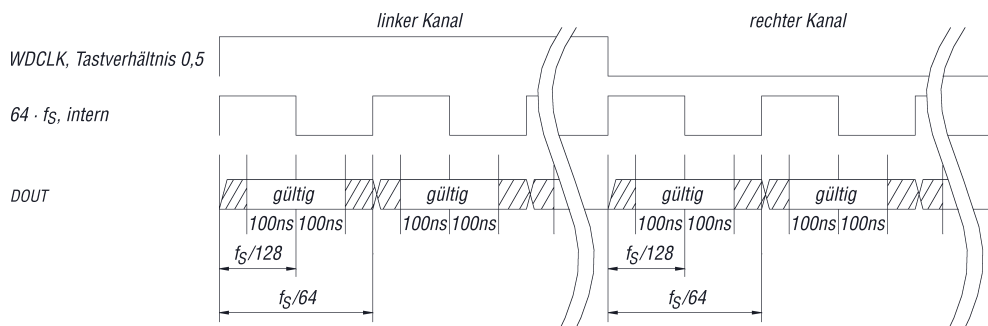 linker Kanal rechter Kanal
WDCLK, Tastverhältnis 0,5
64 · fS, intern
DOUT gültig gültig gültig gültig
100ns 100ns 100ns 100ns 100ns 100ns 100ns 100ns
fS/128 fS/128
fS/64 fS/64